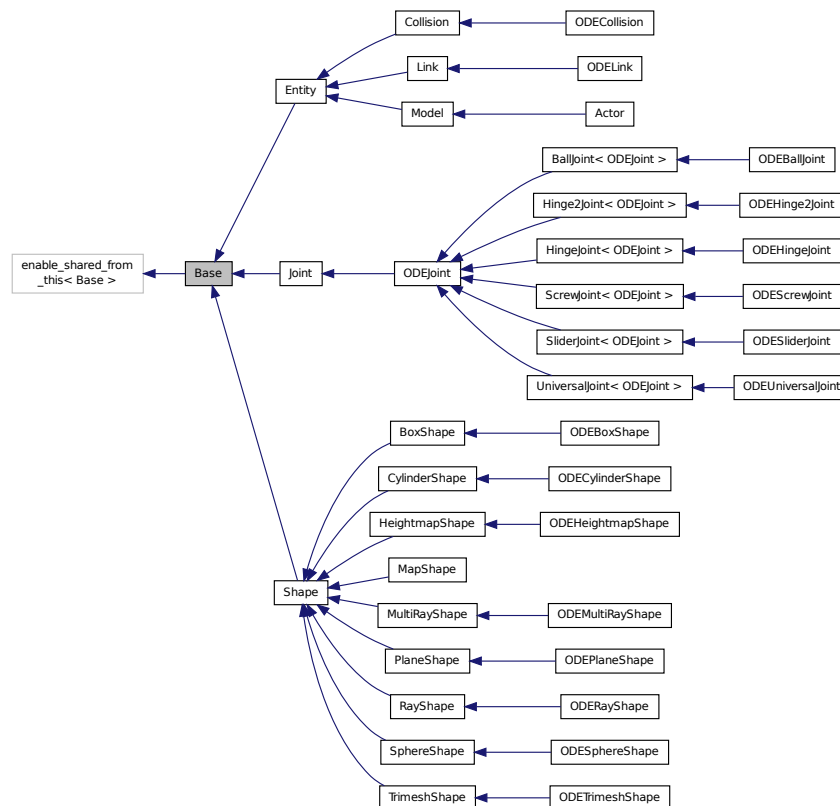 Collision
ODECollision
Link
ODELink
Entity
Model
Actor
BallJoint< ODEJoint >
ODEBallJoint
Hinge2Joint< ODEJoint >
ODEHinge2Joint
HingeJoint< ODEJoint >
ODEHingeJoint
enable_shared_from
_this< Base >
Base
Joint
ODEJoint
ScrewJoint< ODEJoint >
ODEScrewJoint
SliderJoint< ODEJoint >
ODESliderJoint
UniversalJoint< ODEJoint >
ODEUniversalJoint
BoxShape
ODEBoxShape
CylinderShape
ODECylinderShape
HeightmapShape
ODEHeightmapShape
MapShape
Shape
MultiRayShape
ODEMultiRayShape
PlaneShape
ODEPlaneShape
RayShape
ODERayShape
SphereShape
ODESphereShape
TrimeshShape
ODETrimeshShape